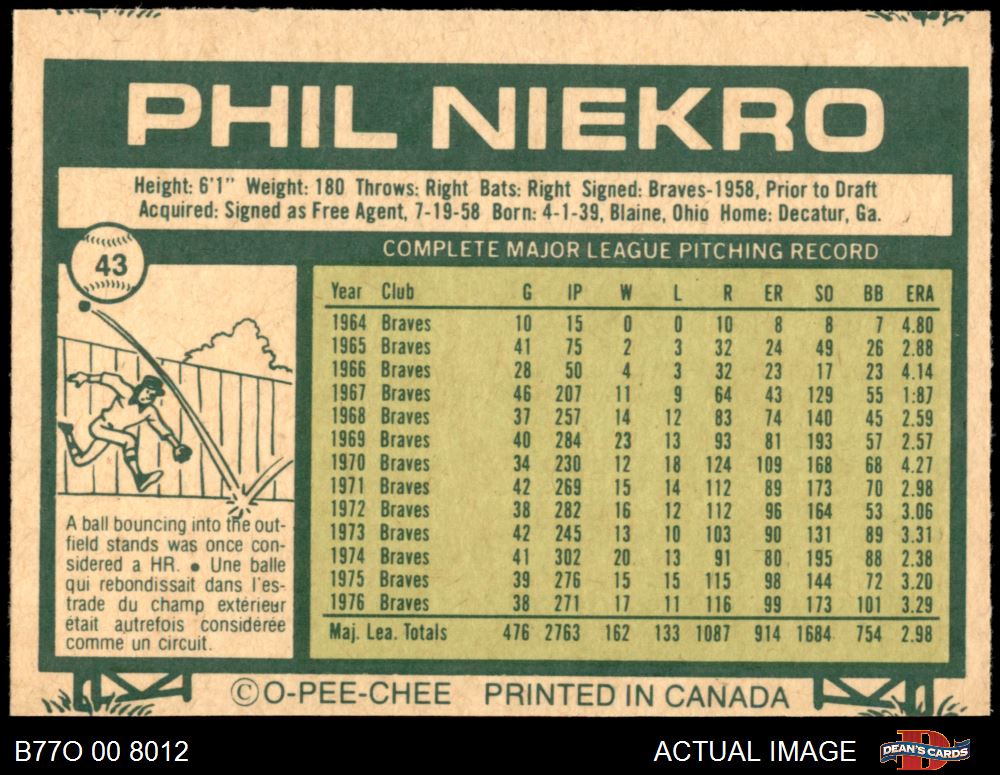 PHIL NIEKRO
Height: 6'1" Weight: 180 Throws: Right Bats: Right Signed: Braves-1958, Prior to Draft
Acquired: Signed as Free Agent, 7-19-58 Born: 4-1-39, Blaine, Ohio Home: Decatur, Ga.
43
COMPLETE MAJOR LEAGUE PITCHING RECORD
Year Club G IP W L R ER SO BB ERA
1964 Braves 10 15 0 0 10 8 8 7 4.80
1965 Braves 41 75 2 3 32 24 49 26 2.88
1966 Braves 28 50 4 3 32 23 17 23 4.14
1967 Braves 46 207 11 9 64 43 129 55 1:87
1968 Braves 37 257 14 12 83 74 140 45 2.59
1969 Braves 40 284 23 13 93 81 193 57 2.57
1970 Braves 34 230 12 18 124 109 168 68 4.27
1971 Braves 42 269 15 14 112 89 173 70 2.98
1972 Braves 38 282 16 12 112 96 164 53 3.06
1973 Braves 42 245 13 10 103 90 131 89 3.31
1974 Braves 41 302 20 13 91 80 195 88 2.38
1975 Braves 39 276 15 15 115 98 144 72 3.20
1976 Braves 38 271 17 11 116 99 173 101 3.29
Maj. Lea. Totals 476 2763 162 133 1087 914 1684 754 2.98
A ball bouncing into the out-
field stands was once con-
sidered a HR. ● Une balle
qui rebondissait dans l'es-
trade du champ extérieur
était autrefois considérée
comme un circuit.
©O-PEE-CHEE PRINTED IN CANADA
B77O 00 8012
ACTUAL IMAGE
DEAN'S CARDS